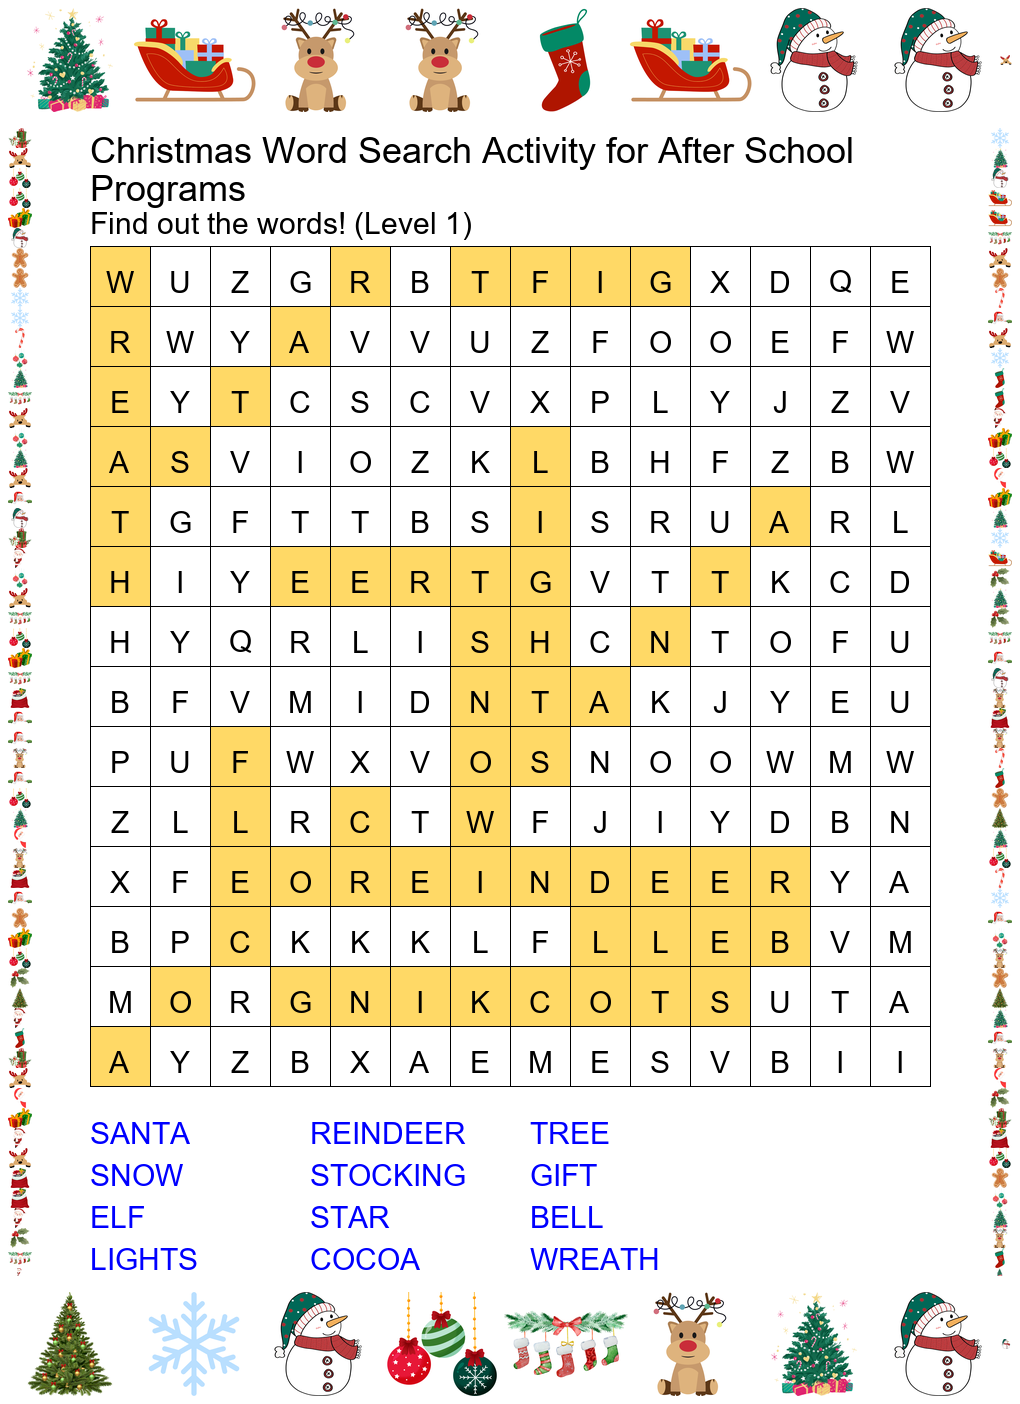 Christmas Word Search Activity for After School
Programs
Find out the words! (Level 1)
W U Z G R B T F I G X D Q E
R W Y A V V U Z F O O E F W
E Y T C S C V X P L Y J Z V
A S V I O Z K L B H F Z B W
T G F T T B S I S R U A R L
H I Y E E R T G V T T K C D
H Y Q R L I S H C N T O F U
B F V M I D N T A K J Y E U
P U F W X V O S N O O W M W
Z L L R C T W F J I Y D B N
X F E O R E I N D E E R Y A
B P C K K K L F L L E B V M
M O R G N I K C O T S U T A
A Y Z B X A E M E S V B I I
SANTA REINDEER TREE
SNOW STOCKING GIFT
ELF STAR BELL
LIGHTS COCOA WREATH